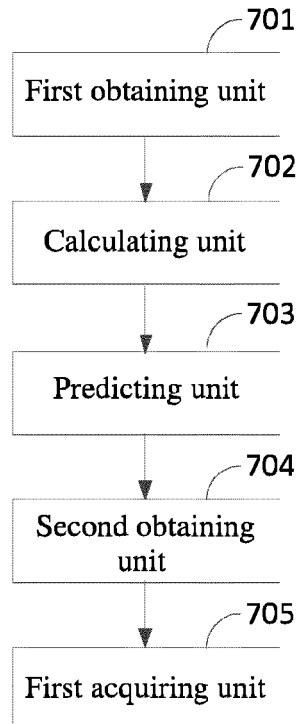 701
First obtaining unit
702
Calculating unit
703
Predicting unit
704
Second obtaining
unit
705
First acquiring unit